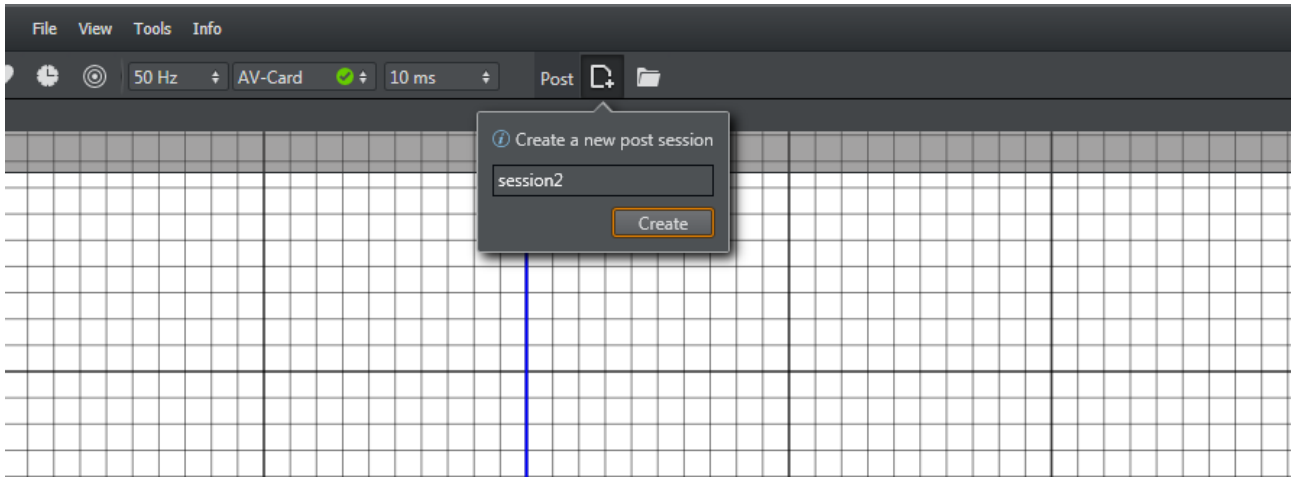 File View Tools Info
50 Hz AV-Card 10 ms Post
Create a new post session
session2
Create